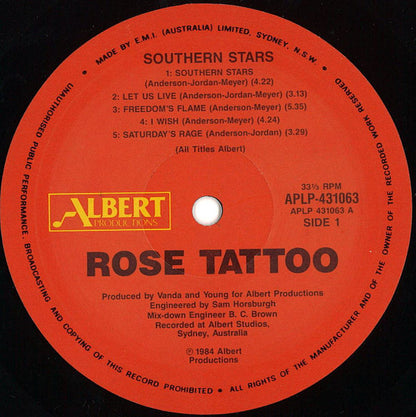 MADE BY E.M.I. (AUSTRALIA) LIMITED, SYDNEY, N.S.W.
SOUTHERN STARS
1: SOUTHERN STARS
(Anderson-Jordan-Meyer) (4.22)
2: LET US LIVE (Anderson-Meyer) (3.13)
3: FREEDOM'S FLAME (Anderson-Meyer) (5.35)
4: I WISH (Anderson-Meyer) (4.24)
5: SATURDAY'S RAGE (Anderson-Jordan) (3.29)
(All Titles Albert)
ALBERT
PRODUCTIONS
33⅓ RPM
APLP-431063
APLP 431063 A
SIDE 1
ROSE TATTOO
Produced by Vanda and Young for Albert Productions
Engineered by Sam Horsburgh
Mix-down Engineer B. C. Brown
Recorded at Albert Studios,
Sydney, Australia
℗ 1984 Albert
Productions
UNAUTHORISED PUBLIC PERFORMANCE, BROADCASTING AND COPYING OF THIS RECORD PROHIBITED • ALL RIGHTS OF THE MANUFACTURER AND OF THE OWNER OF THE RECORDED WORK RESERVED